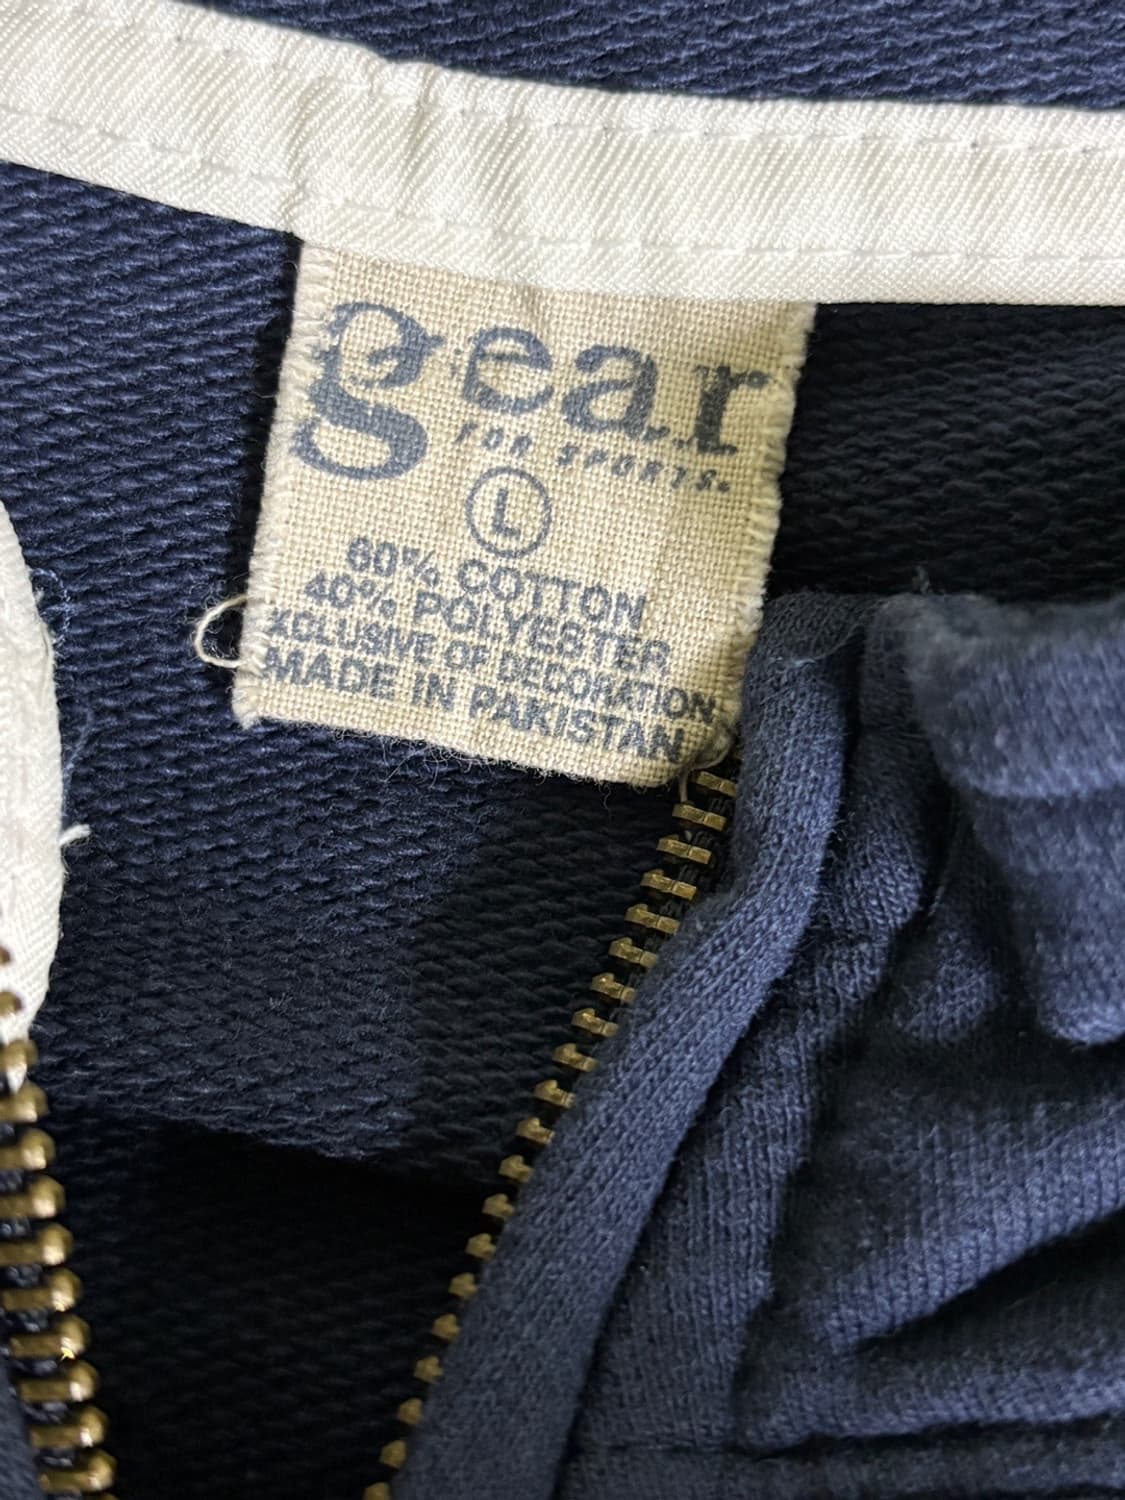 gear
FOR SPORTS®
L
60% COTTON
40% POLYESTER
XCLUSIVE OF DECORATION
MADE IN PAKISTAN